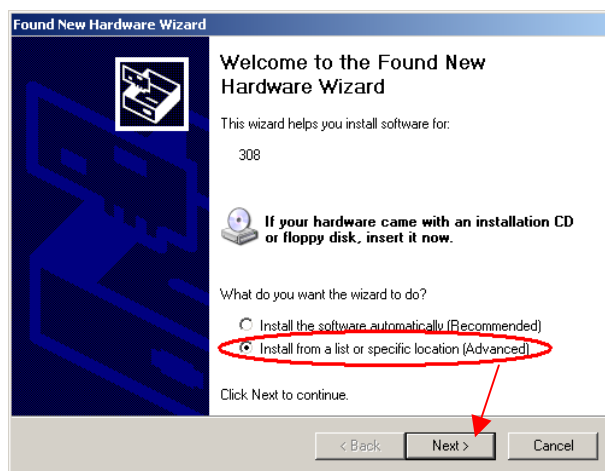 Found New Hardware Wizard
Welcome to the Found New
Hardware Wizard
This wizard helps you install software for:
308
If your hardware came with an installation CD
or floppy disk, insert it now.
What do you want the wizard to do?
Install the software automatically (Recommended)
Install from a list or specific location (Advanced)
Click Next to continue.
< Back
Next >
Cancel